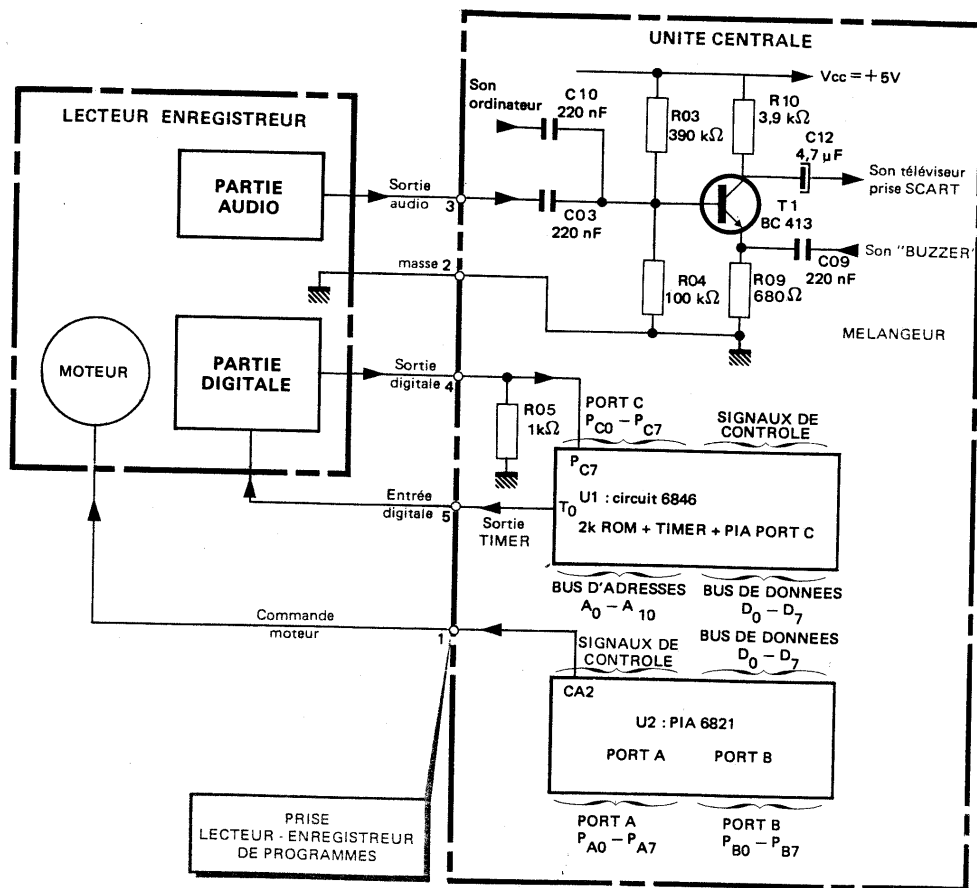 UNITE CENTRALE
Vcc = +5V
Son
ordinateur
C10
220 nF
R03
390 kΩ
R10
3,9 kΩ
C12
4,7 µF
Son téléviseur
prise SCART
T1
BC 413
LECTEUR ENREGISTREUR
PARTIE
AUDIO
Sortie
audio 3
C03
220 nF
Son "BUZZER"
C09
220 nF
masse 2
R04
100 kΩ
R09
680Ω
MELANGEUR
MOTEUR
PARTIE
DIGITALE
Sortie
digitale 4
R05
1kΩ
PORT C
PC0 – PC7
SIGNAUX DE
CONTROLE
PC7
U1 : circuit 6846
T0
2k ROM + TIMER + PIA PORT C
Entrée
digitale 5
Sortie
TIMER
BUS D'ADRESSES
A0 – A10
BUS DE DONNEES
D0 – D7
Commande
moteur 1
SIGNAUX DE
CONTROLE
BUS DE DONNEES
D0 – D7
CA2
U2 : PIA 6821
PORT A PORT B
PORT A
PA0 – PA7
PORT B
PB0 – PB7
PRISE
LECTEUR - ENREGISTREUR
DE PROGRAMMES